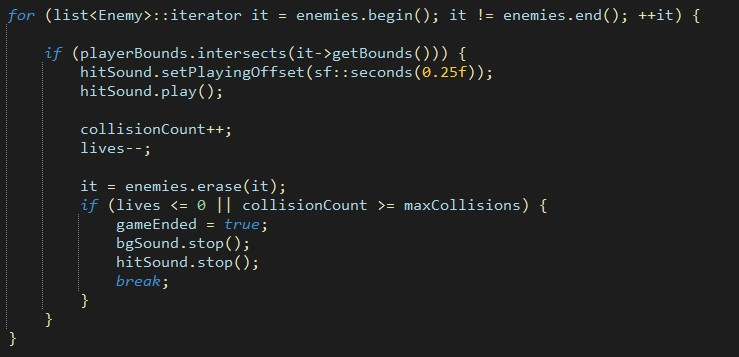 for (list<Enemy>::iterator it = enemies.begin(); it != enemies.end(); ++it) {
if (playerBounds.intersects(it->getBounds())) {
hitSound.setPlayingOffset(sf::seconds(0.25f));
hitSound.play();
collisionCount++;
lives--;
it = enemies.erase(it);
if (lives <= 0 || collisionCount >= maxCollisions) {
gameEnded = true;
bgSound.stop();
hitSound.stop();
break;
}
}
}